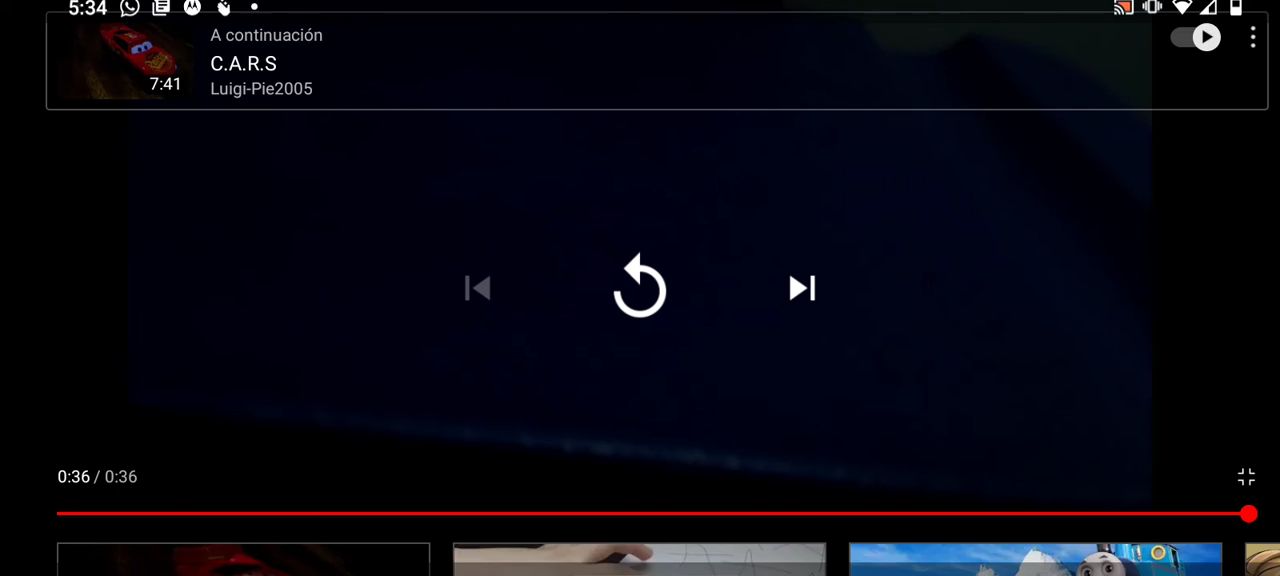 5:34
A continuación
C.A.R.S
7:41
Luigi-Pie2005
0:36 / 0:36